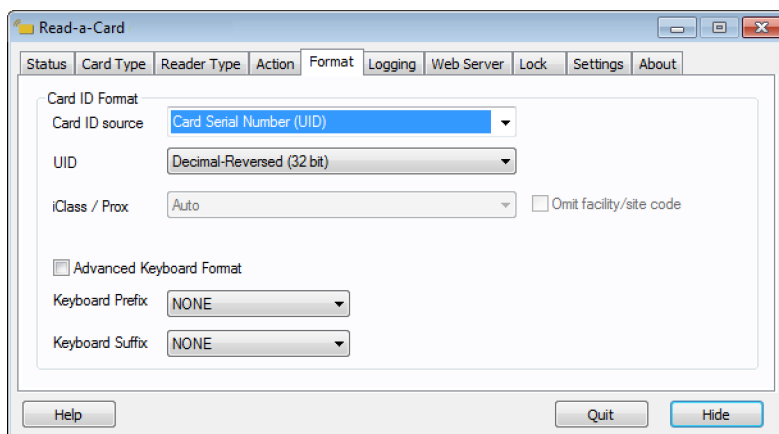 Read-a-Card
Status Card Type Reader Type Action Format Logging Web Server Lock Settings About
Card ID Format
Card ID source Card Serial Number (UID)
UID Decimal-Reversed (32 bit)
iClass / Prox Auto Omit facility/site code
Advanced Keyboard Format
Keyboard Prefix NONE
Keyboard Suffix NONE
Help Quit Hide